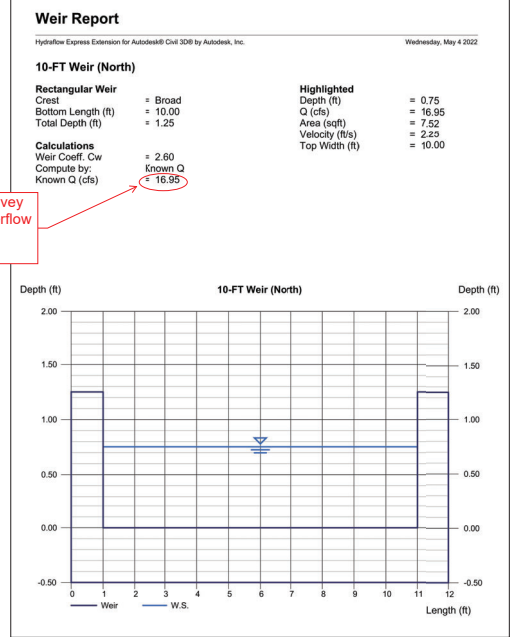 Weir Report
Hydraflow Express Extension for Autodesk® Civil 3D® by Autodesk, Inc. Wednesday, May 4 2022
10-FT Weir (North)
Rectangular Weir
Crest = Broad
Bottom Length (ft) = 10.00
Total Depth (ft) = 1.25
Calculations
Weir Coeff. Cw = 2.60
Compute by: Known Q
Known Q (cfs) = 16.95
Highlighted
Depth (ft) = 0.75
Q (cfs) = 16.95
Area (sqft) = 7.52
Velocity (ft/s) = 2.25
Top Width (ft) = 10.00
vey
rflow
Depth (ft) 10-FT Weir (North) Depth (ft)
2.00 2.00
1.50 1.50
1.00 1.00
0.50 0.50
0.00 0.00
-0.50 -0.50
0 1 2 3 4 5 6 7 8 9 10 11 12
Weir W.S. Length (ft)